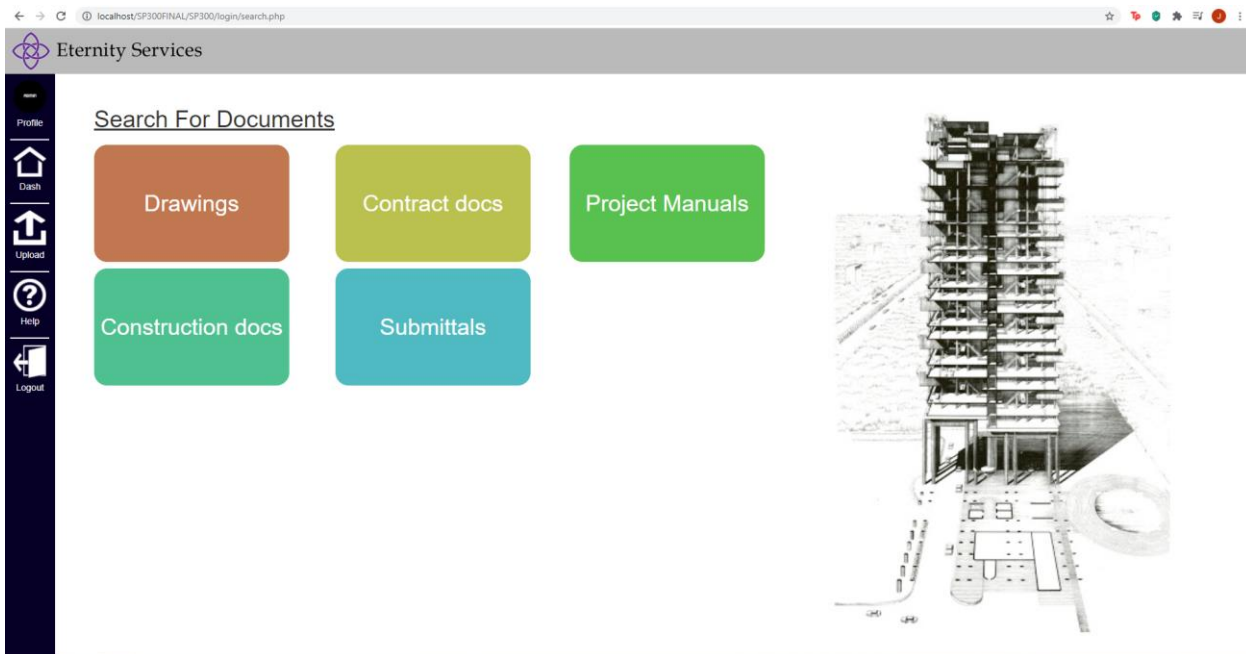 localhost/SP300FINAL/SP300/login/search.php
Tp
J
Eternity Services
Profile
Dash
Upload
Help
Logout
Search For Documents
Drawings
Contract docs
Project Manuals
Construction docs
Submittals